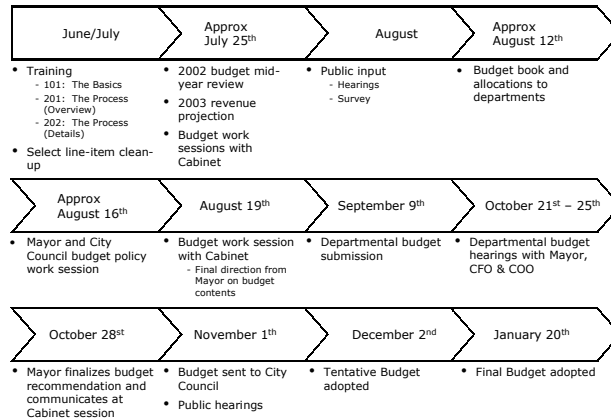 June/July
Approx
July 25th
August
Approx
August 12th
• Training
- 101: The Basics
- 201: The Process
(Overview)
- 202: The Process
(Details)
• Select line-item clean-
up
• 2002 budget mid-
year review
• 2003 revenue
projection
• Budget work
sessions with
Cabinet
• Public input
- Hearings
- Survey
• Budget book and
allocations to
departments
Approx
August 16th
August 19th
September 9th
October 21st – 25th
• Mayor and City
Council budget policy
work session
• Budget work session
with Cabinet
- Final direction from
Mayor on budget
contents
• Departmental budget
submission
• Departmental budget
hearings with Mayor,
CFO & COO
October 28st
November 1th
December 2nd
January 20th
• Mayor finalizes budget
recommendation and
communicates at
Cabinet session
• Budget sent to City
Council
• Public hearings
• Tentative Budget
adopted
• Final Budget adopted